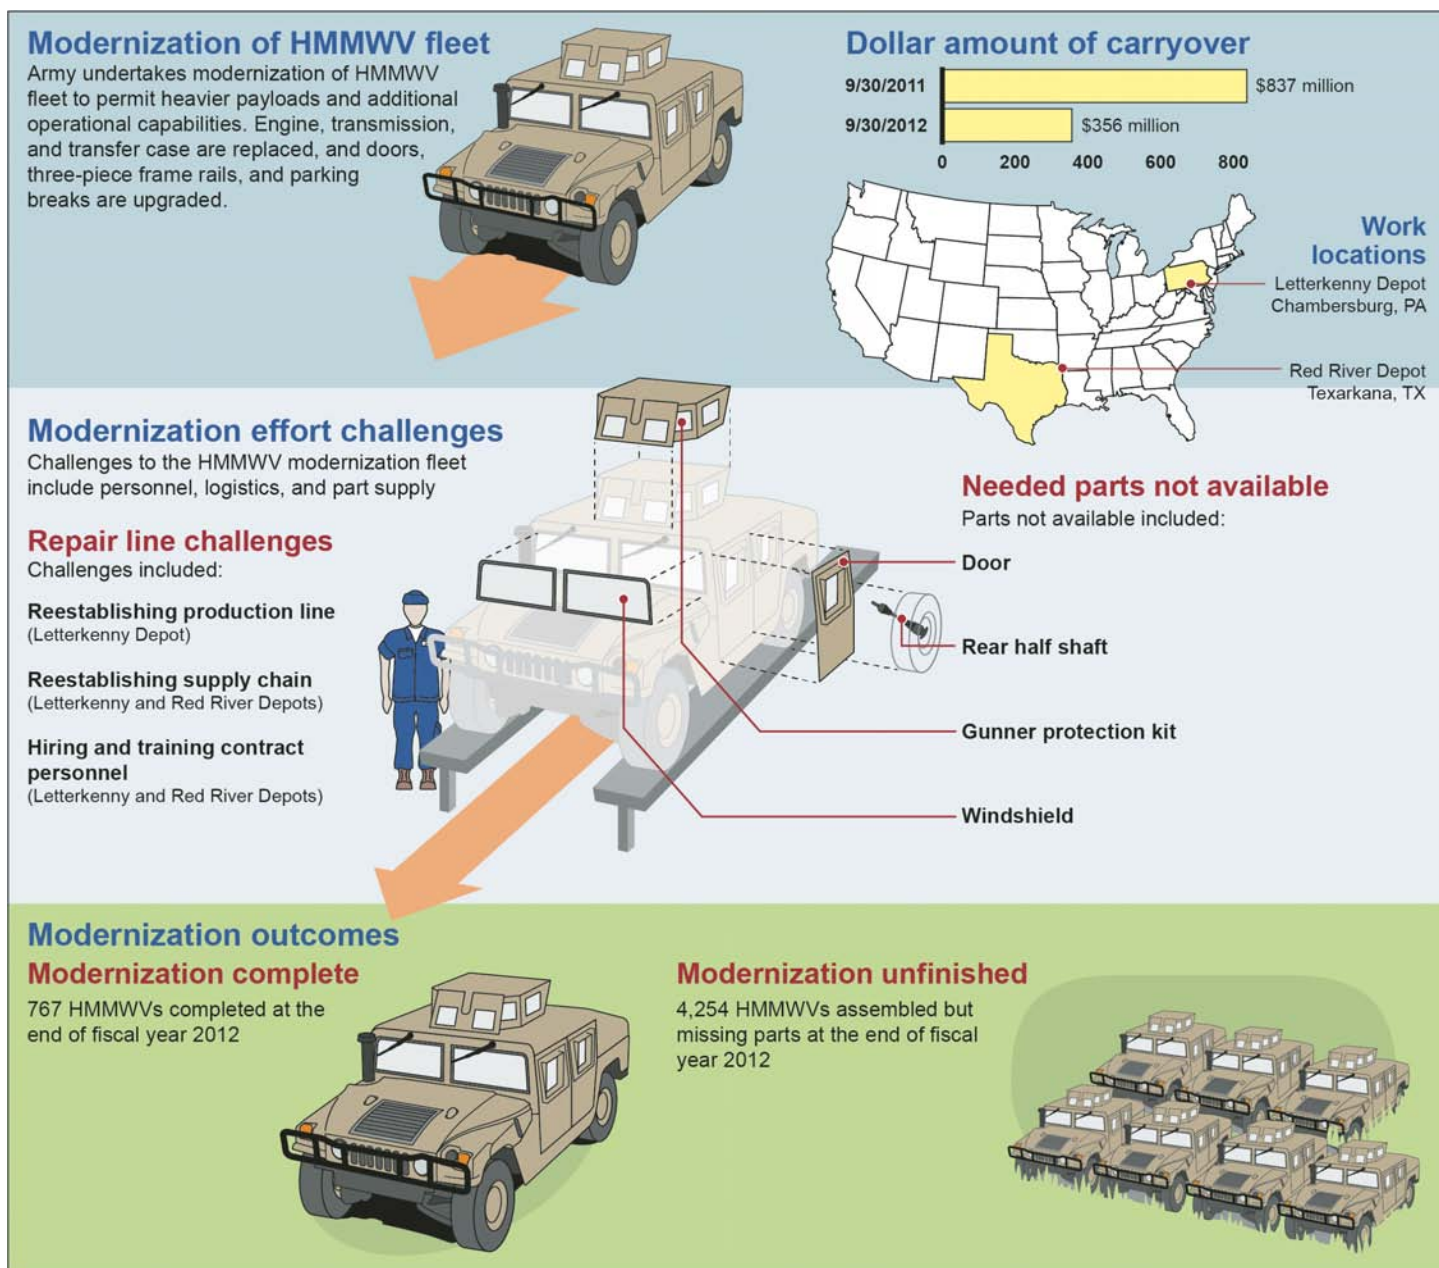 Modernization of HMMWV fleet
Army undertakes modernization of HMMWV
fleet to permit heavier payloads and additional
operational capabilities. Engine, transmission,
and transfer case are replaced, and doors,
three-piece frame rails, and parking
breaks are upgraded.
Dollar amount of carryover
9/30/2011
$837 million
9/30/2012
$356 million
0 200 400 600 800
Work
locations
Letterkenny Depot
Chambersburg, PA
Red River Depot
Texarkana, TX
Modernization effort challenges
Challenges to the HMMWV modernization fleet
include personnel, logistics, and part supply
Repair line challenges
Challenges included:
Reestablishing production line
(Letterkenny Depot)
Reestablishing supply chain
(Letterkenny and Red River Depots)
Hiring and training contract
personnel
(Letterkenny and Red River Depots)
Needed parts not available
Parts not available included:
Door
Rear half shaft
Gunner protection kit
Windshield
Modernization outcomes
Modernization complete
767 HMMWVs completed at the
end of fiscal year 2012
Modernization unfinished
4,254 HMMWVs assembled but
missing parts at the end of fiscal
year 2012